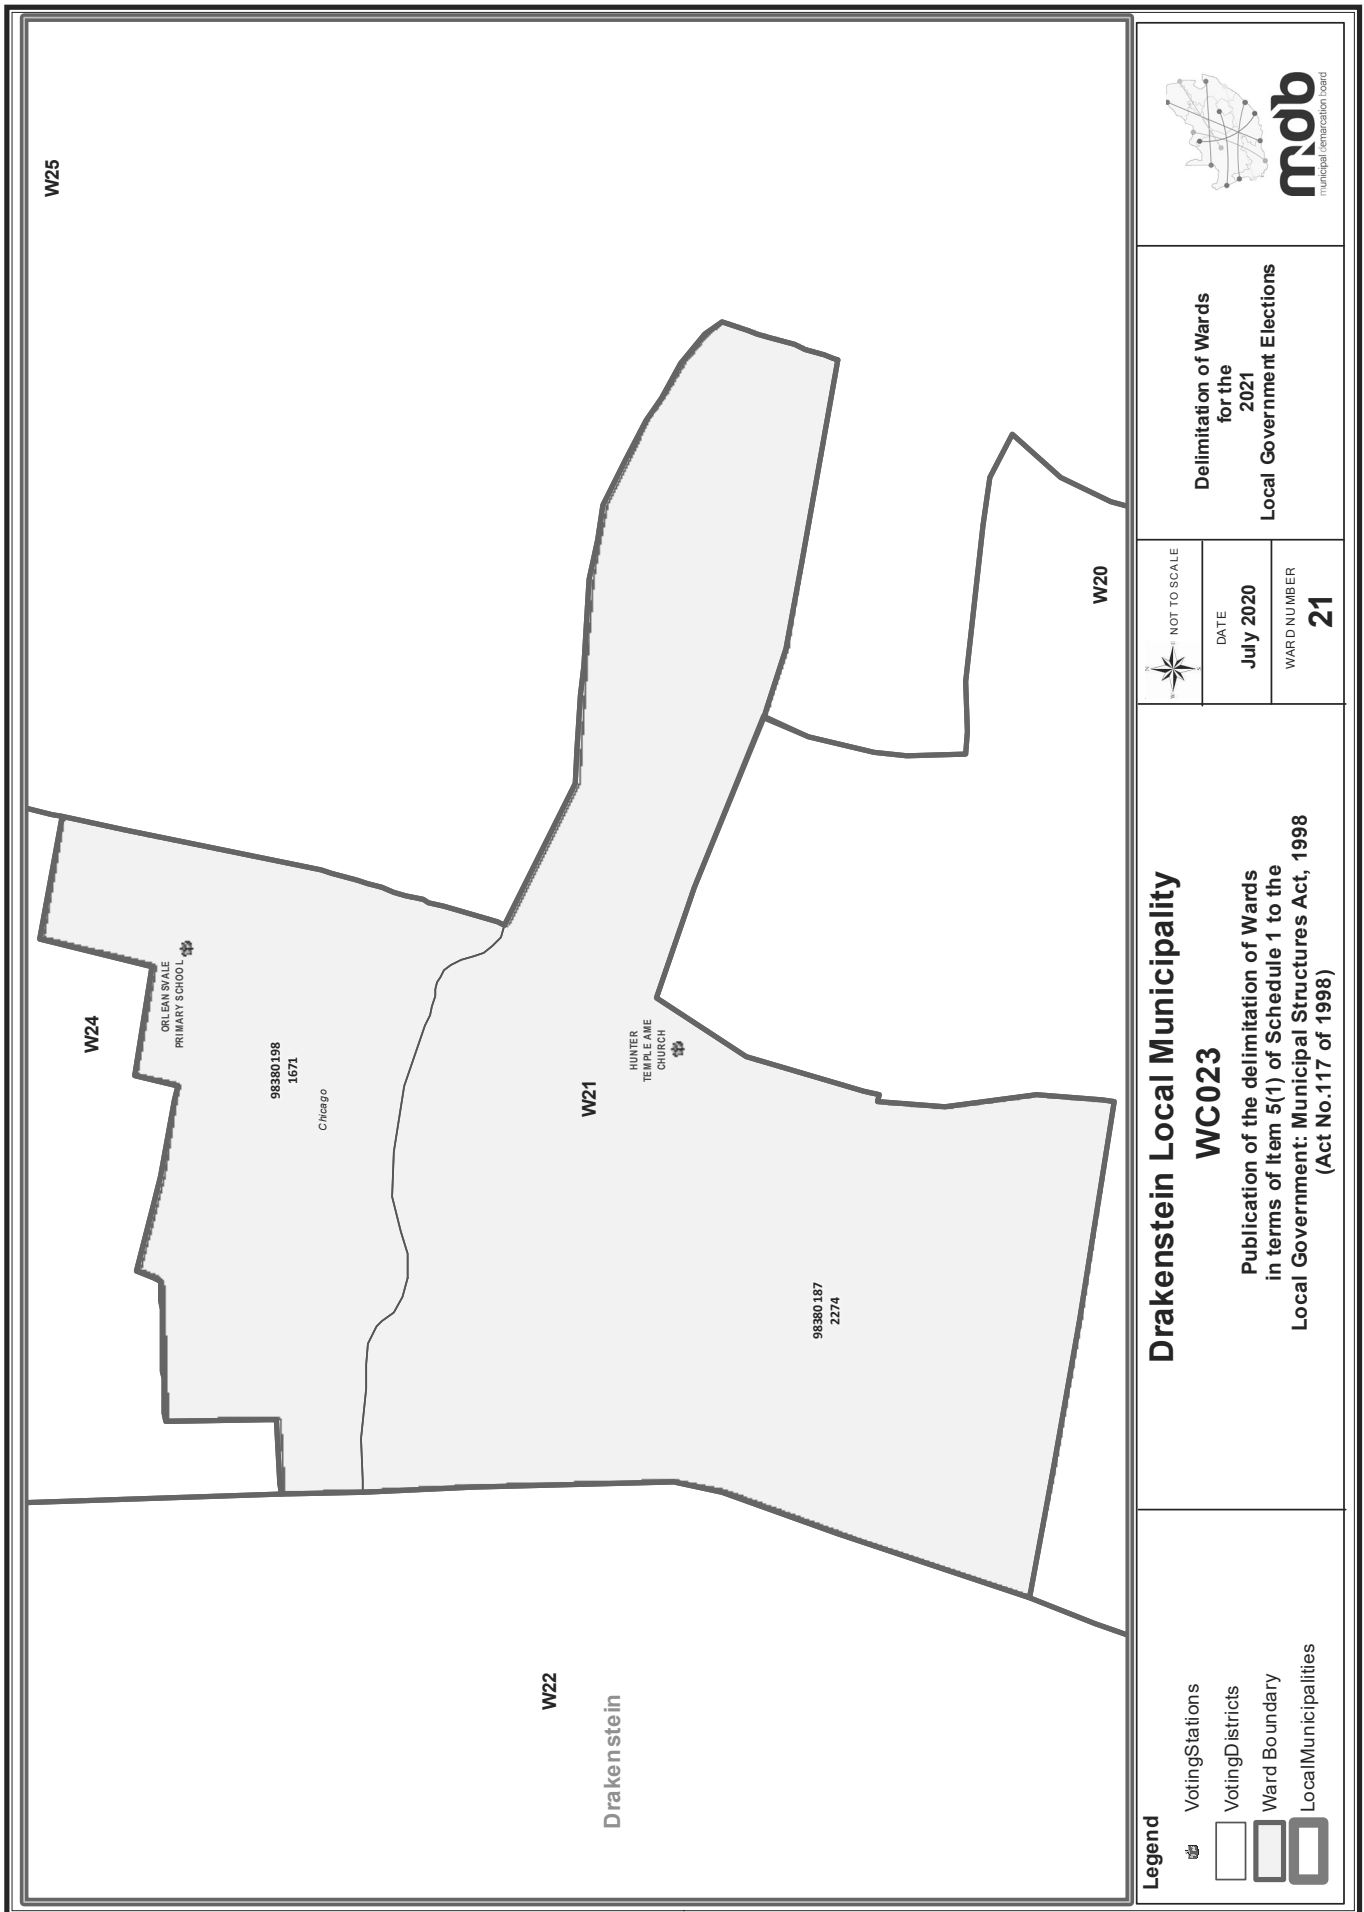 W25
W24
ORLEANSVALE
PRIMARY SCHOOL
98380198
1671
Chicago
W21
HUNTER
TEMPLE AME
CHURCH
98380187
2274
W20
W22
Drakenstein
Legend
VotingStations
VotingDistricts
Ward Boundary
LocalMunicipalities
Drakenstein Local Municipality
WC023
Publication of the delimitation of Wards
in terms of Item 5(1) of Schedule 1 to the
Local Government: Municipal Structures Act, 1998
(Act No.117 of 1998)
N
W
E
S
NOT TO SCALE
DATE
July 2020
WARD NUMBER
21
Delimitation of Wards
for the
2021
Local Government Elections
mdb
municipal demarcation board